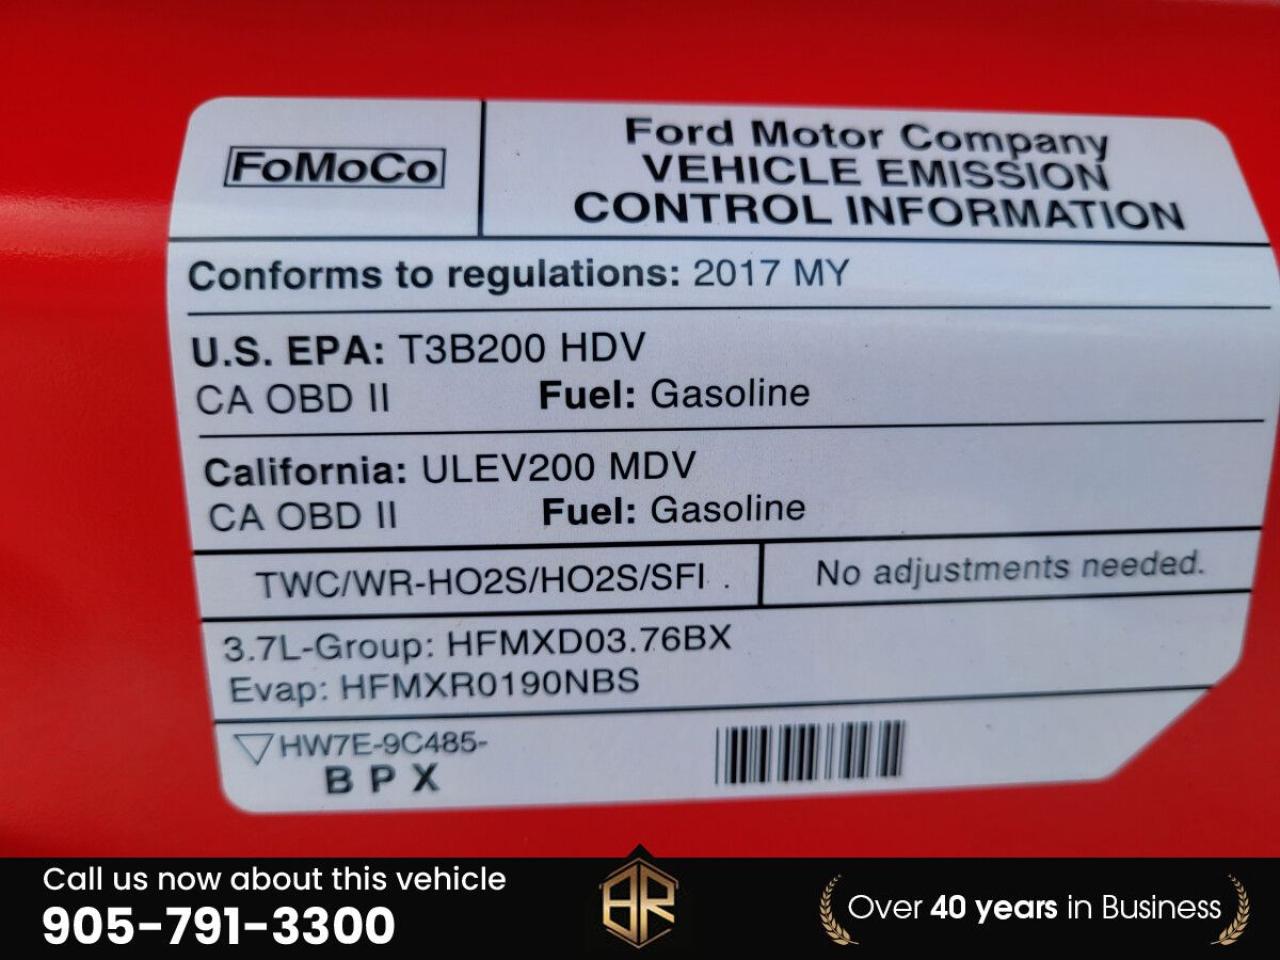 FoMoCo
Ford Motor Company
VEHICLE EMISSION
CONTROL INFORMATION
Conforms to regulations: 2017 MY
U.S. EPA: T3B200 HDV
CA OBD II Fuel: Gasoline
California: ULEV200 MDV
CA OBD II Fuel: Gasoline
TWC/WR-HO2S/HO2S/SFI .
No adjustments needed.
3.7L-Group: HFMXD03.76BX
Evap: HFMXR0190NBS
HW7E-9C485-
B P X
Call us now about this vehicle
905-791-3300
BR
Over 40 years in Business